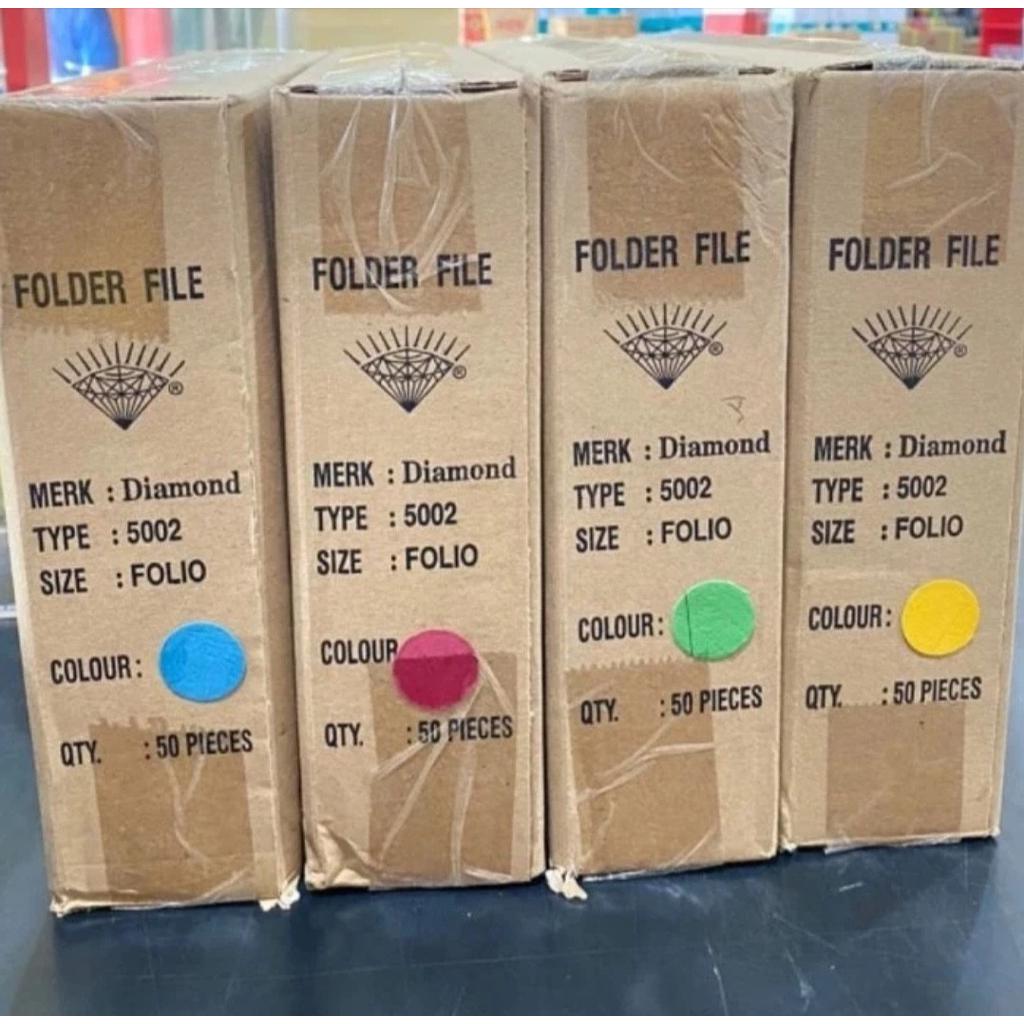 FOLDER FILE
®
MERK : Diamond
TYPE : 5002
SIZE : FOLIO
COLOUR :
QTY. : 50 PIECES
FOLDER FILE
®
MERK : Diamond
TYPE : 5002
SIZE : FOLIO
COLOUR
QTY. : 50 PIECES
FOLDER FILE
®
MERK : Diamond
TYPE : 5002
SIZE : FOLIO
COLOUR :
QTY. : 50 PIECES
FOLDER FILE
®
MERK : Diamond
TYPE : 5002
SIZE : FOLIO
COLOUR :
QTY. : 50 PIECES